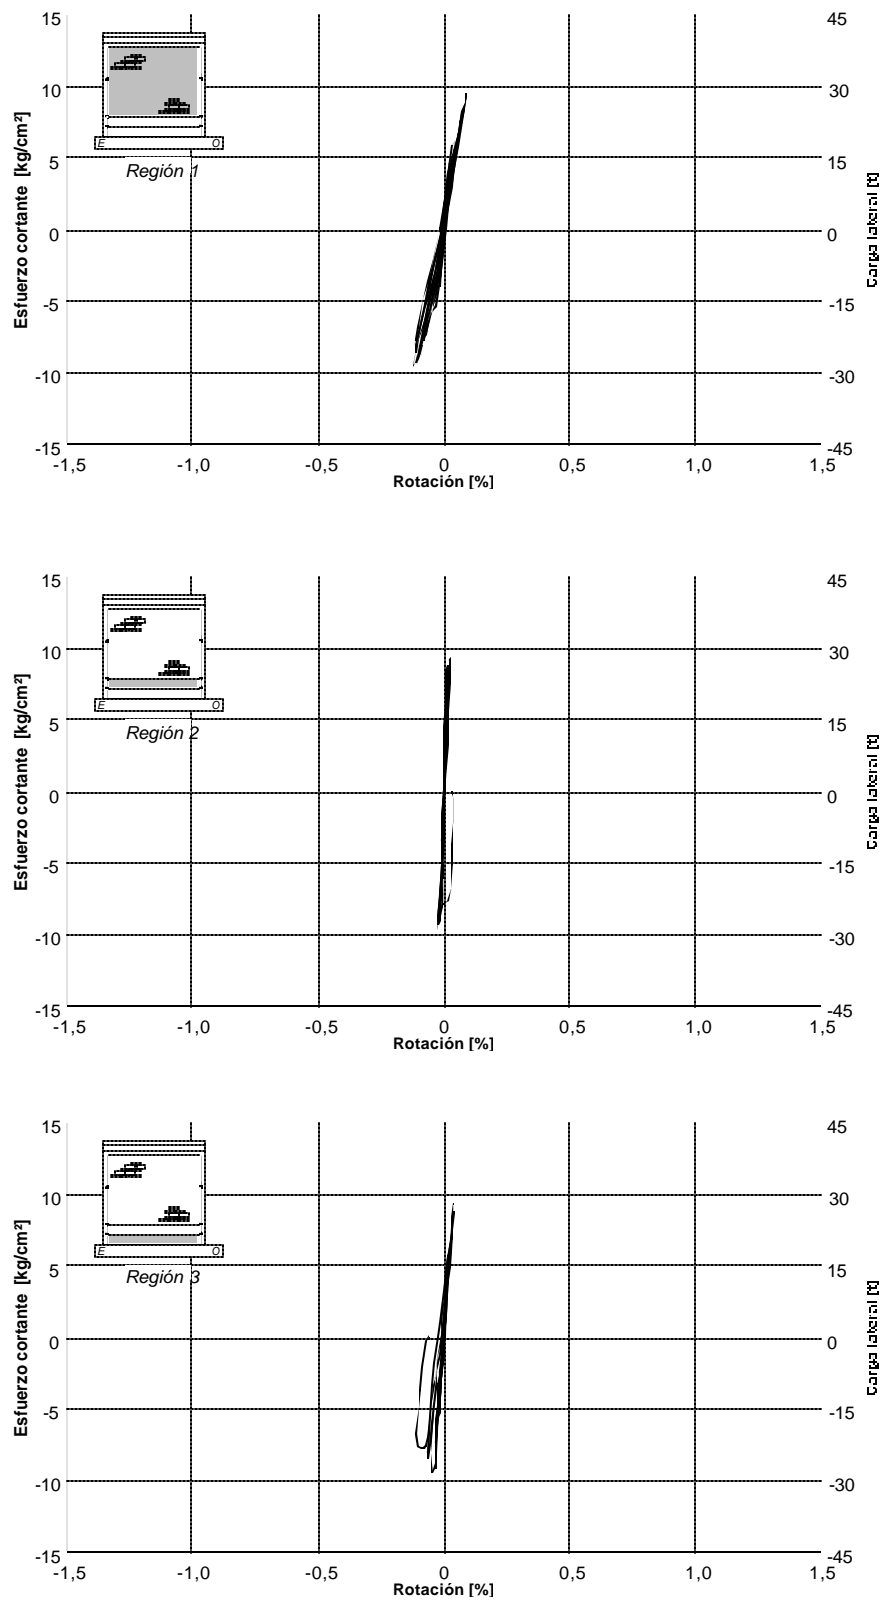 15 45
10 30
5 15
0 0
-5 -15
-10 -30
-15 -45
-1,5 -1,0 -0,5 0 0,5 1,0 1,5
Rotación [%]
Esfuerzo cortante [kg/cm²]
Carga lateral [t]
E O
Región 1
15 45
10 30
5 15
0 0
-5 -15
-10 -30
-15 -45
-1,5 -1,0 -0,5 0 0,5 1,0 1,5
Rotación [%]
Esfuerzo cortante [kg/cm²]
Carga lateral [t]
E O
Región 2
15 45
10 30
5 15
0 0
-5 -15
-10 -30
-15 -45
-1,5 -1,0 -0,5 0 0,5 1,0 1,5
Rotación [%]
Esfuerzo cortante [kg/cm²]
Carga lateral [t]
E O
Región 3